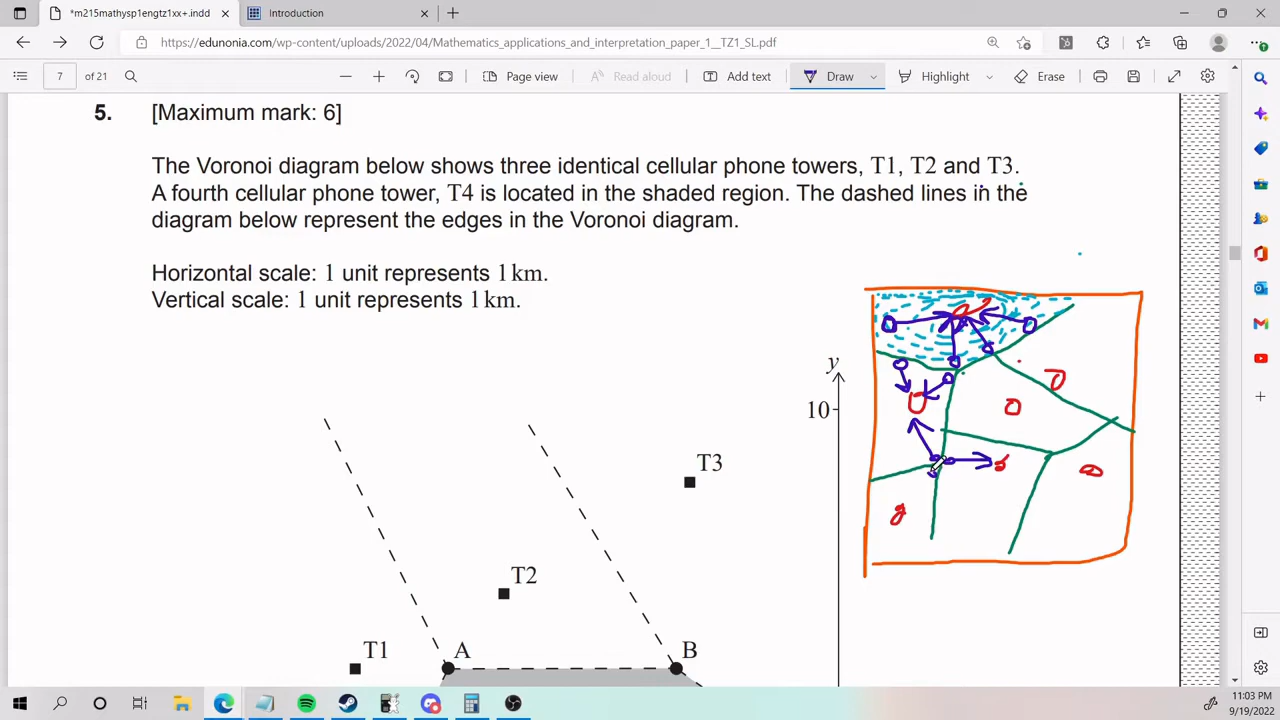 *m215mathysp1engtz1xx+.indd
Introduction
https://edunonia.com/wp-content/uploads/2022/04/Mathematics_applications_and_interpretation_paper_1__TZ1_SL.pdf
7 of 21
Page view
Read aloud
Add text
Draw
Highlight
Erase
5. [Maximum mark: 6]
The Voronoi diagram below shows three identical cellular phone towers, T1, T2 and T3.
A fourth cellular phone tower, T4 is located in the shaded region. The dashed lines in the
diagram below represent the edges in the Voronoi diagram.
Horizontal scale: 1 unit represents 1 km.
Vertical scale: 1 unit represents 1 km.
y
10
T3
T2
T1
A
B
11:03 PM
9/19/2022